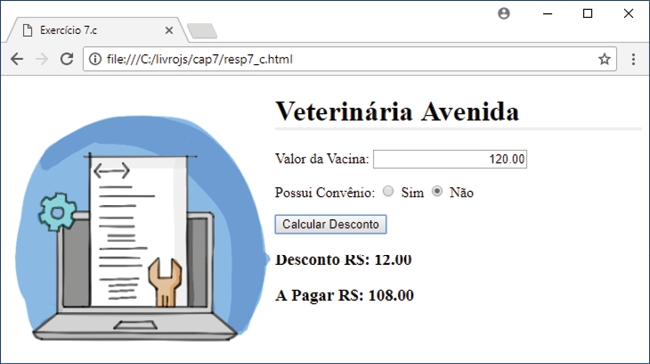 Exercício 7.c
file:///C:/livrojs/cap7/resp7_c.html
Veterinária Avenida
Valor da Vacina: 120.00
Possui Convênio: Sim Não
Calcular Desconto
Desconto R$: 12.00
A Pagar R$: 108.00